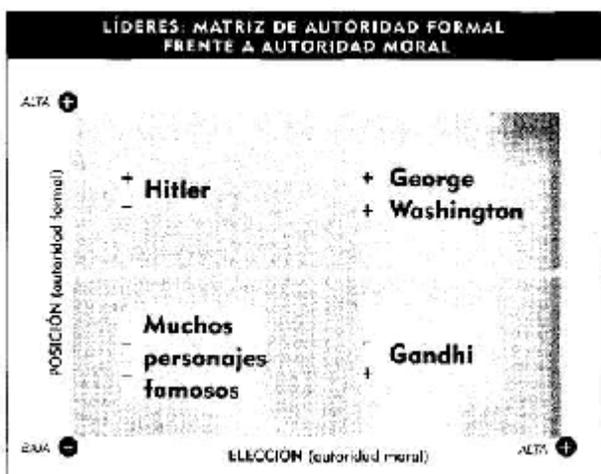 LÍDERES: MATRIZ DE AUTORIDAD FORMAL
FRENTE A AUTORIDAD MORAL
ALTA +
POSICIÓN (autoridad formal)
+ Hitler
−
+ George
+ Washington
Muchos
− personajes
− famosos
− Gandhi
+
BAJA −
ELECCIÓN (autoridad moral)
ALTA +